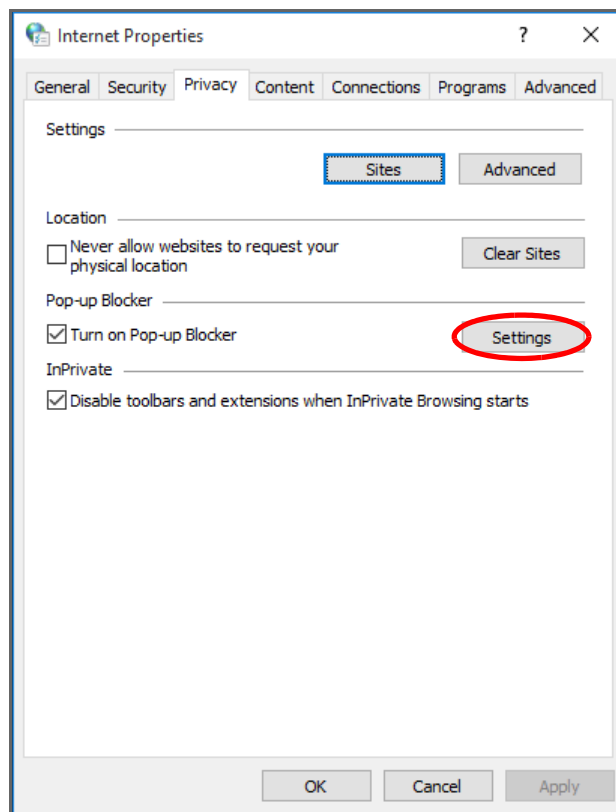 Internet Properties ?
General Security Privacy Content Connections Programs Advanced
Settings
Sites Advanced
Location
Never allow websites to request your
physical location
Clear Sites
Pop-up Blocker
Turn on Pop-up Blocker Settings
InPrivate
Disable toolbars and extensions when InPrivate Browsing starts
OK Cancel Apply